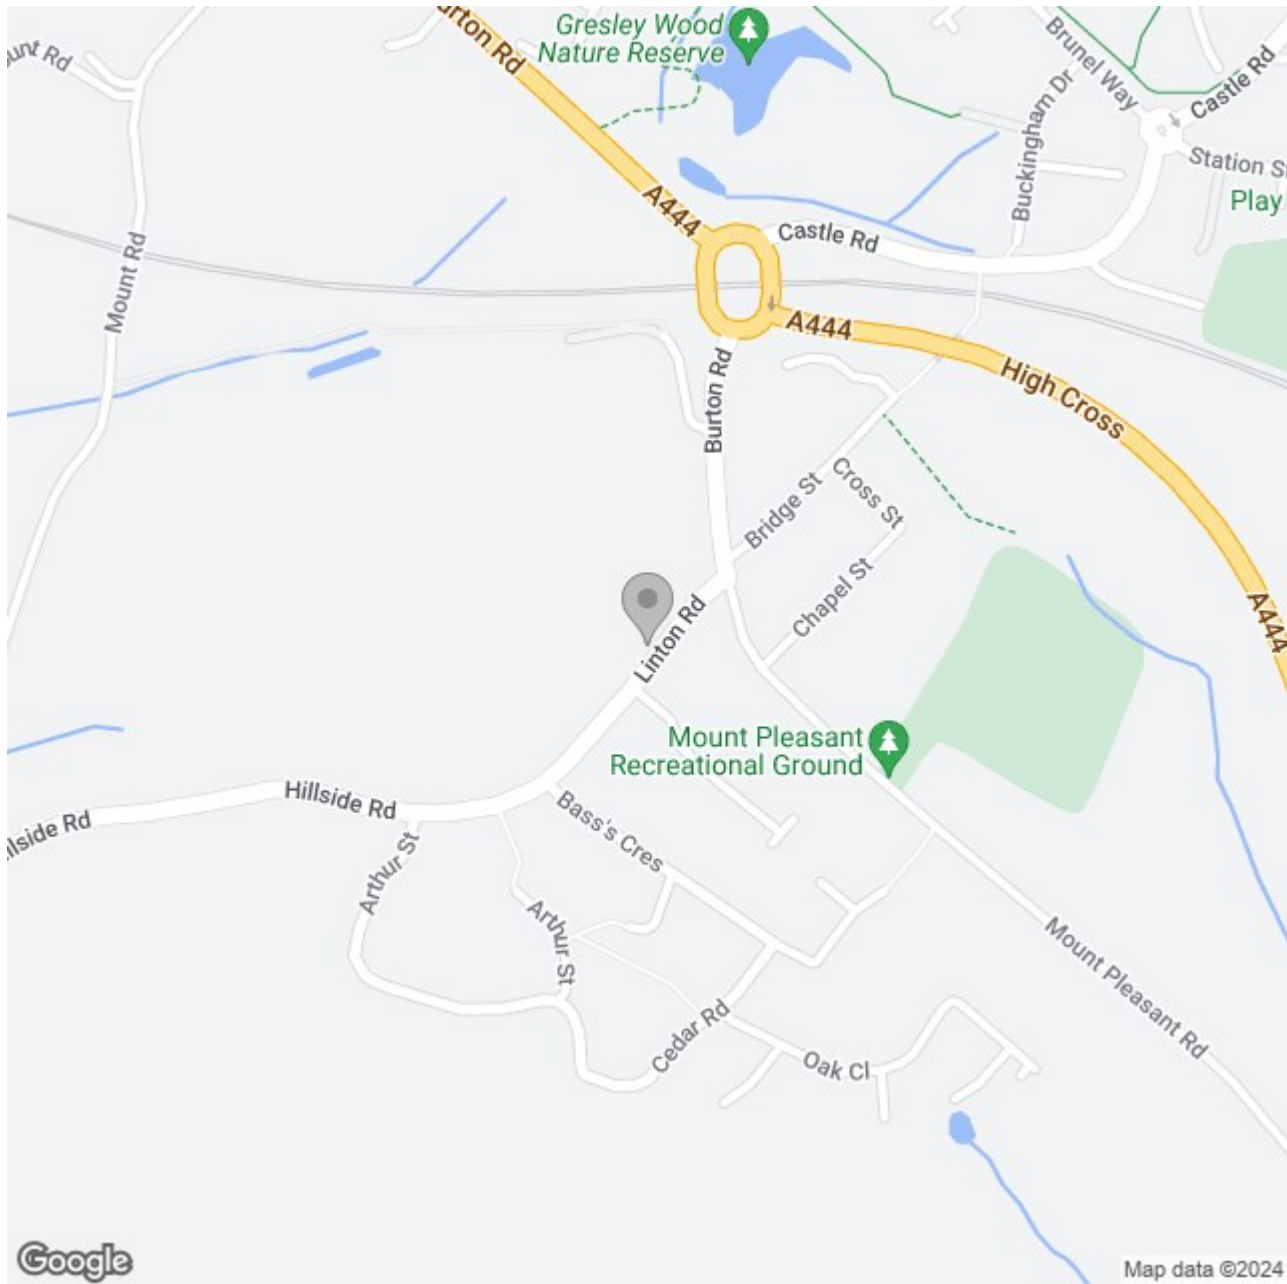 Gresley Wood
Nature Reserve
urton Rd
unt Rd
Brunel Way
Castle Rd
Buckingham Dr
Station S
Play
A444
Castle Rd
Mount Rd
A444
High Cross
Burton Rd
Bridge St
Cross St
Chapel St
A444
Linton Rd
Mount Pleasant
Recreational Ground
Hillside Rd
llside Rd
Bass's Cres
Arthur St
Arthur St
Mount Pleasant Rd
Cedar Rd
Oak Cl
Google
Map data ©2024